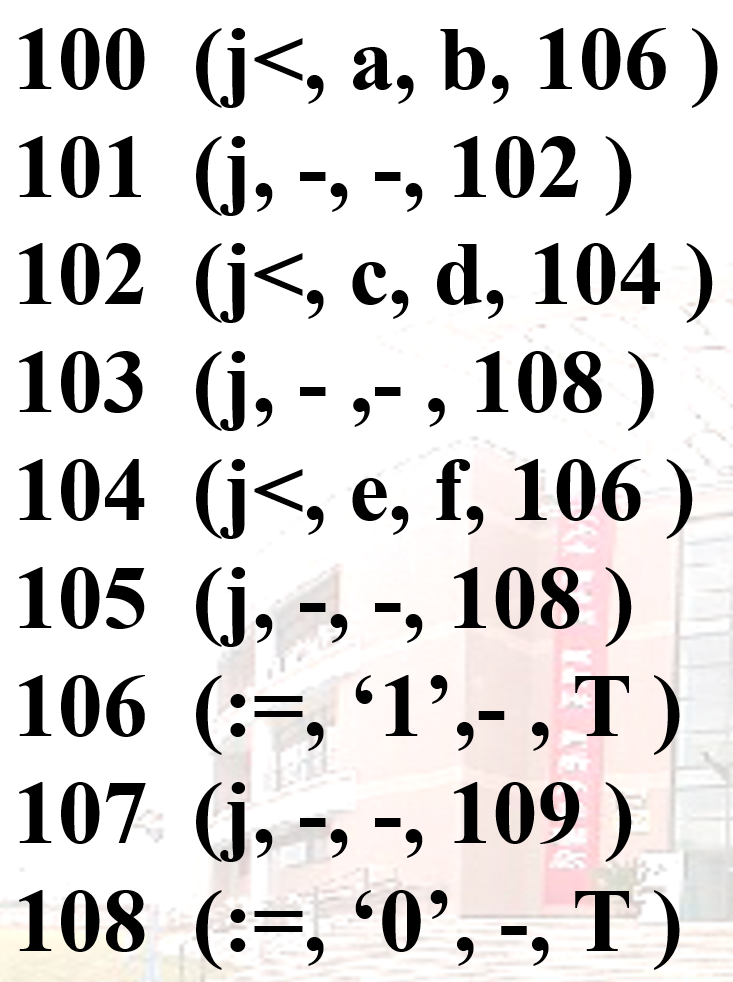 100 (j<, a, b, 106 )
101 (j, -, -, 102 )
102 (j<, c, d, 104 )
103 (j, - ,- , 108 )
104 (j<, e, f, 106 )
105 (j, -, -, 108 )
106 (:=, ‘1’,- , T )
107 (j, -, -, 109 )
108 (:=, ‘0’, -, T )